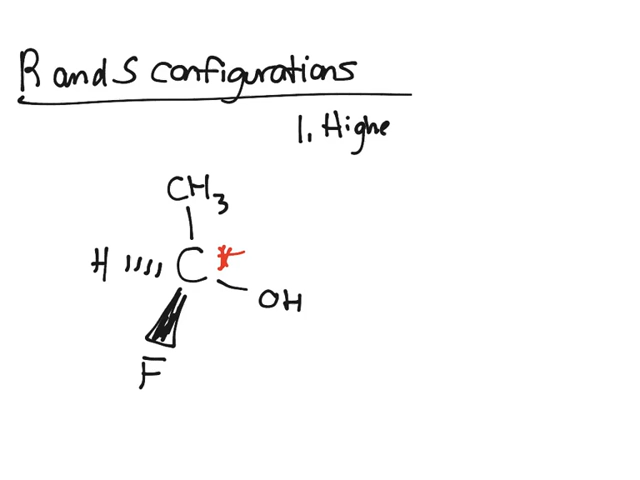 R and S configurations
1. Highe
CH3
H C *
OH
F